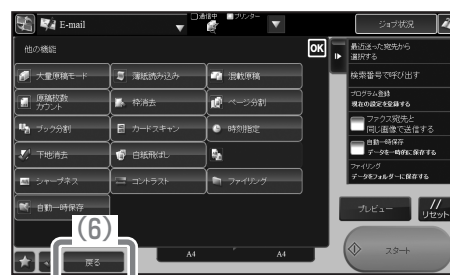 E-mail
通信中
プリンター
ジョブ状況
他の機能
OK
大量原稿モード
薄紙読み込み
混載原稿
原稿枚数
カウント
枠消去
ページ分割
ブック分割
カードスキャン
時刻指定
下地消去
白紙飛ばし
シャープネス
コントラスト
ファイリング
自動一時保存
最近送った宛先から
選択する
検索番号で呼び出す
プログラム登録
現在の設定を登録する
ファクス宛先と
同じ画像で送信する
自動一時保存
データを一時的に保存する
ファイリング
データをフォルダーに保存する
プレビュー
リセット
スタート
(6)
戻る
A4
A4